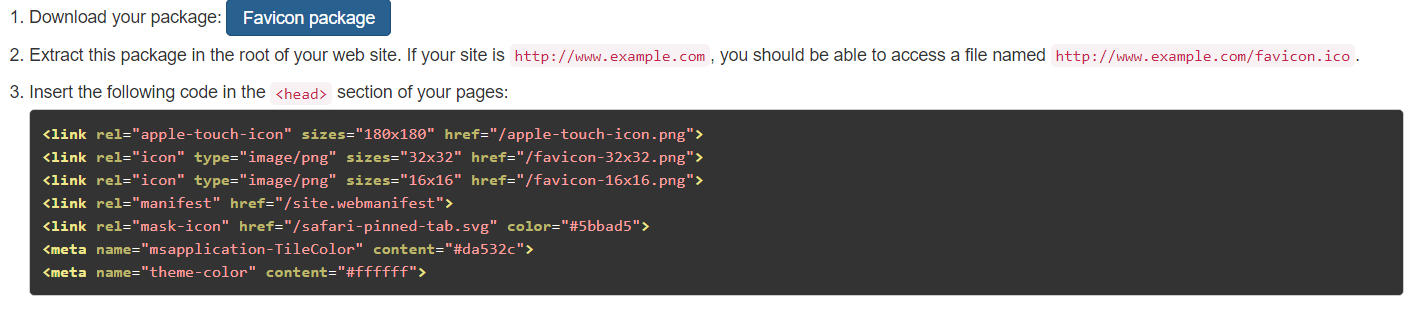 1. Download your package: Favicon package
2. Extract this package in the root of your web site. If your site is http://www.example.com , you should be able to access a file named http://www.example.com/favicon.ico .
3. Insert the following code in the <head> section of your pages:
<link rel="apple-touch-icon" sizes="180x180" href="/apple-touch-icon.png">
<link rel="icon" type="image/png" sizes="32x32" href="/favicon-32x32.png">
<link rel="icon" type="image/png" sizes="16x16" href="/favicon-16x16.png">
<link rel="manifest" href="/site.webmanifest">
<link rel="mask-icon" href="/safari-pinned-tab.svg" color="#5bbad5">
<meta name="msapplication-TileColor" content="#da532c">
<meta name="theme-color" content="#ffffff">